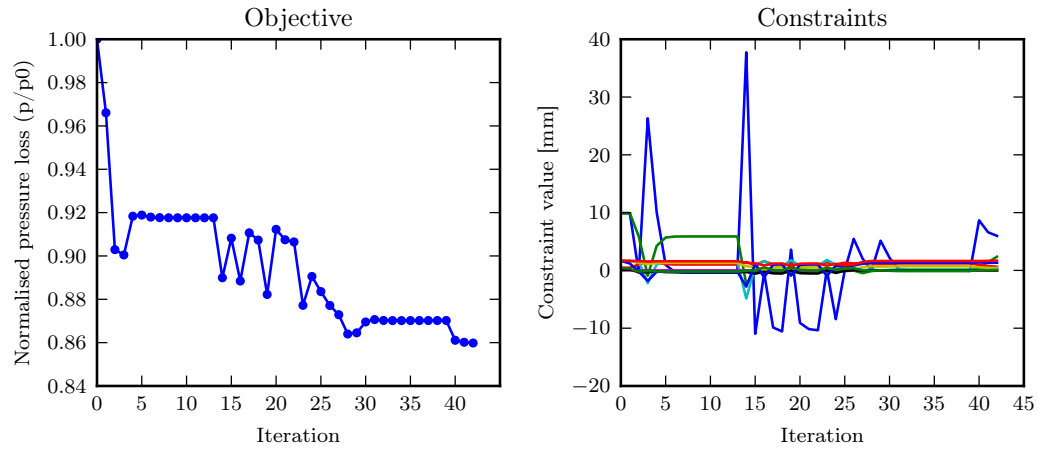 Objective
Normalised pressure loss (p/p0)
1.00
0.98
0.96
0.94
0.92
0.90
0.88
0.86
0.84
0 5 10 15 20 25 30 35 40
Iteration
Constraints
Constraint value [mm]
40
30
20
10
0
−10
−20
0 5 10 15 20 25 30 35 40 45
Iteration